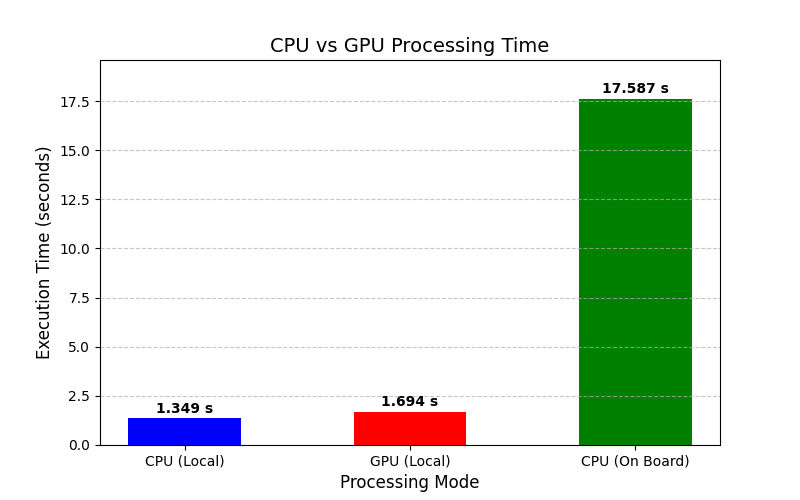 CPU vs GPU Processing Time
Execution Time (seconds)
17.5
15.0
12.5
10.0
7.5
5.0
2.5
0.0
1.349 s
1.694 s
17.587 s
CPU (Local)
GPU (Local)
CPU (On Board)
Processing Mode